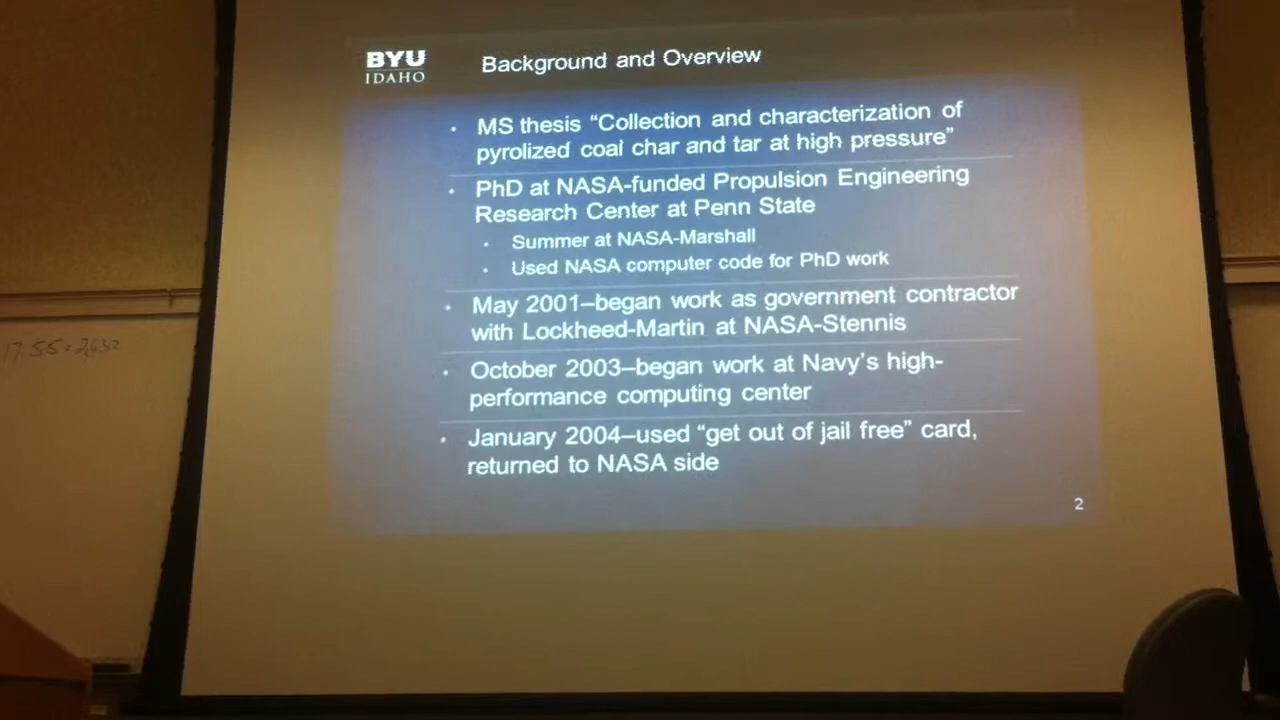 BYU
IDAHO
Background and Overview
• MS thesis “Collection and characterization of
pyrolized coal char and tar at high pressure”
• PhD at NASA-funded Propulsion Engineering
Research Center at Penn State
• Summer at NASA-Marshall
• Used NASA computer code for PhD work
• May 2001–began work as government contractor
with Lockheed-Martin at NASA-Stennis
• October 2003–began work at Navy’s high-
performance computing center
• January 2004–used “get out of jail free” card,
returned to NASA side
2